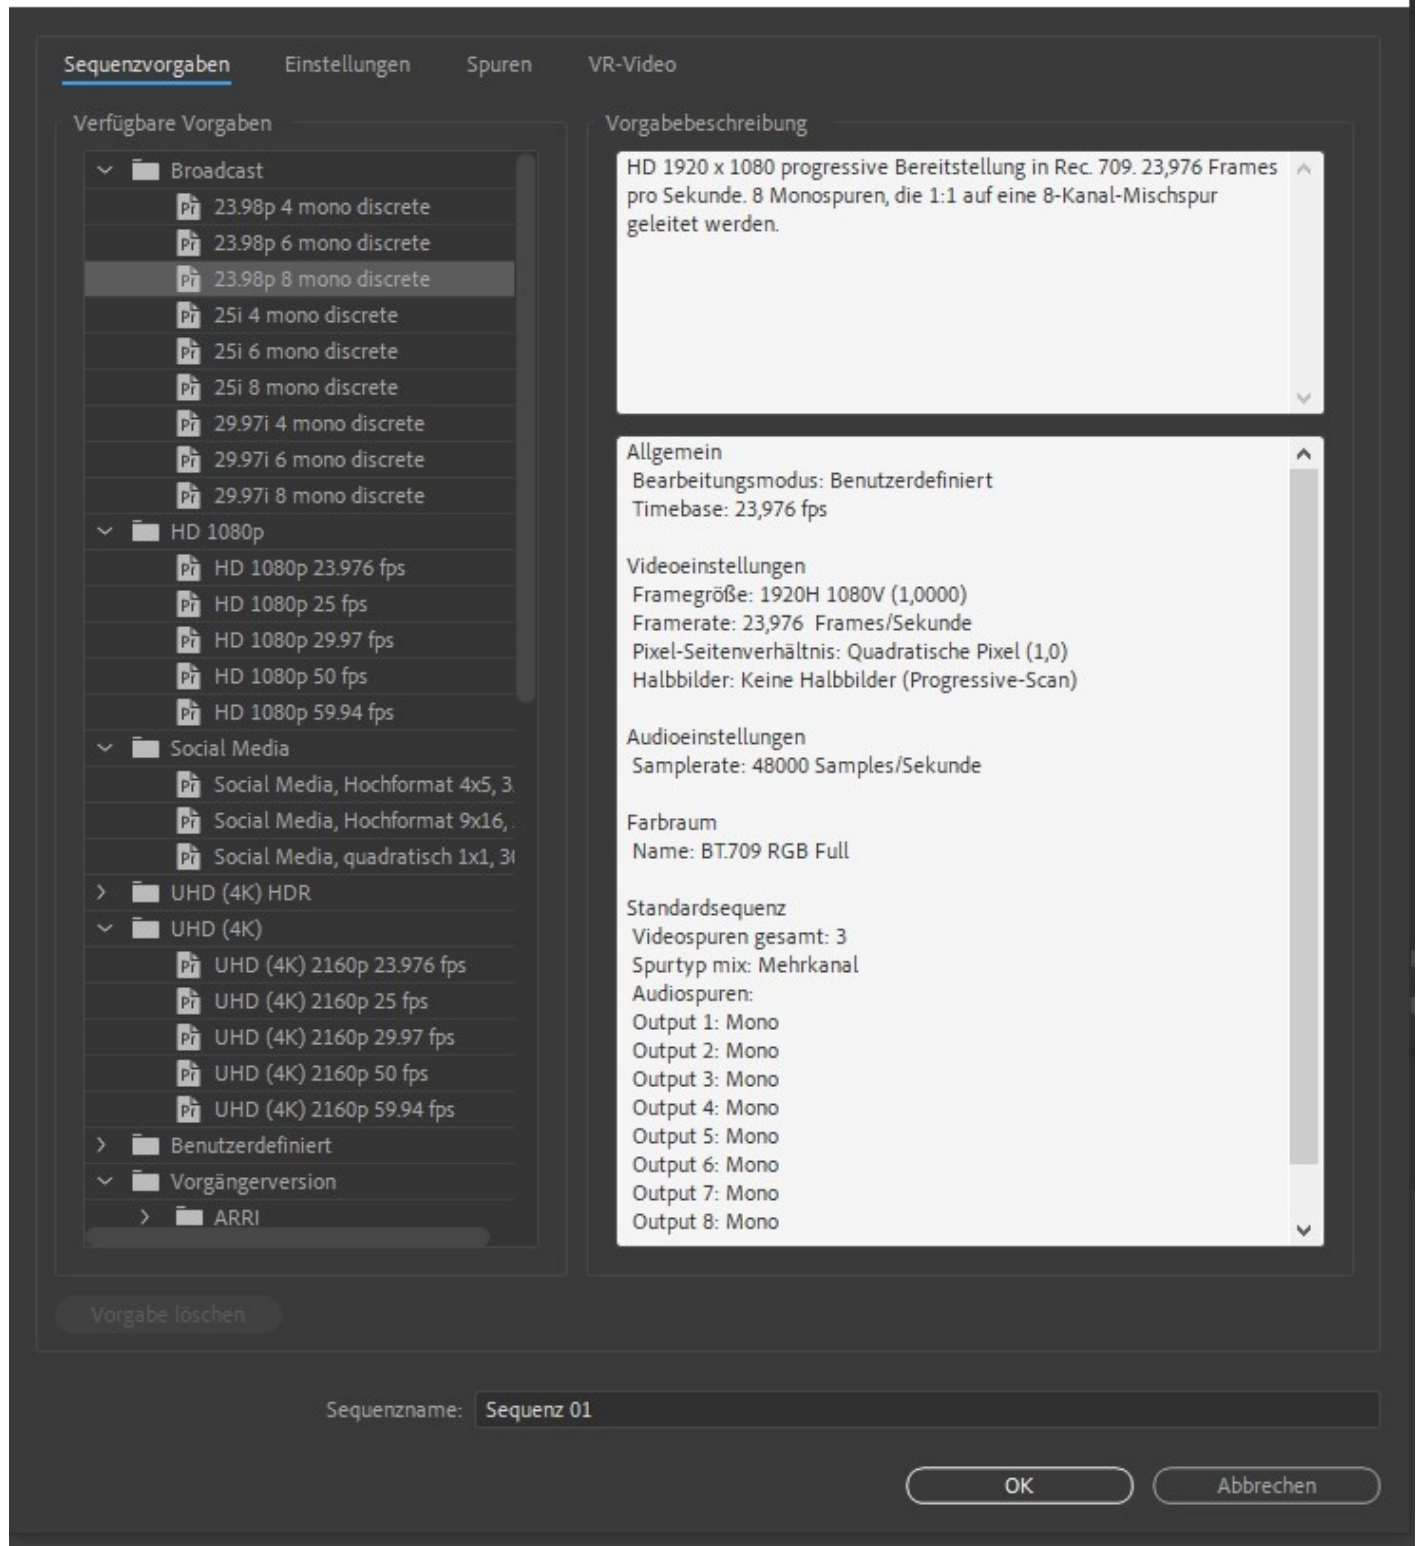 Sequenzvorgaben Einstellungen Spuren VR-Video
Verfügbare Vorgaben
Broadcast
23.98p 4 mono discrete
23.98p 6 mono discrete
23.98p 8 mono discrete
25i 4 mono discrete
25i 6 mono discrete
25i 8 mono discrete
29.97i 4 mono discrete
29.97i 6 mono discrete
29.97i 8 mono discrete
HD 1080p
HD 1080p 23.976 fps
HD 1080p 25 fps
HD 1080p 29.97 fps
HD 1080p 50 fps
HD 1080p 59.94 fps
Social Media
Social Media, Hochformat 4x5, 3
Social Media, Hochformat 9x16,
Social Media, quadratisch 1x1, 30
UHD (4K) HDR
UHD (4K)
UHD (4K) 2160p 23.976 fps
UHD (4K) 2160p 25 fps
UHD (4K) 2160p 29.97 fps
UHD (4K) 2160p 50 fps
UHD (4K) 2160p 59.94 fps
Benutzerdefiniert
Vorgängerversion
ARRI
Vorgabe löschen
Vorgabebeschreibung
HD 1920 x 1080 progressive Bereitstellung in Rec. 709. 23,976 Frames
pro Sekunde. 8 Monospuren, die 1:1 auf eine 8-Kanal-Mischspur
geleitet werden.
Allgemein
Bearbeitungsmodus: Benutzerdefiniert
Timebase: 23,976 fps
Videoeinstellungen
Framegröße: 1920H 1080V (1,0000)
Framerate: 23,976 Frames/Sekunde
Pixel-Seitenverhältnis: Quadratische Pixel (1,0)
Halbbilder: Keine Halbbilder (Progressive-Scan)
Audioeinstellungen
Samplerate: 48000 Samples/Sekunde
Farbraum
Name: BT.709 RGB Full
Standardsequenz
Videospuren gesamt: 3
Spurtyp mix: Mehrkanal
Audiospuren:
Output 1: Mono
Output 2: Mono
Output 3: Mono
Output 4: Mono
Output 5: Mono
Output 6: Mono
Output 7: Mono
Output 8: Mono
Sequenzname: Sequenz 01
OK Abbrechen